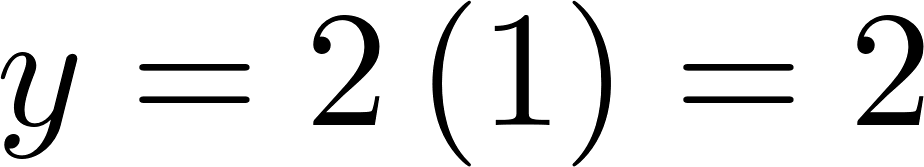 y = 2 (1) = 2